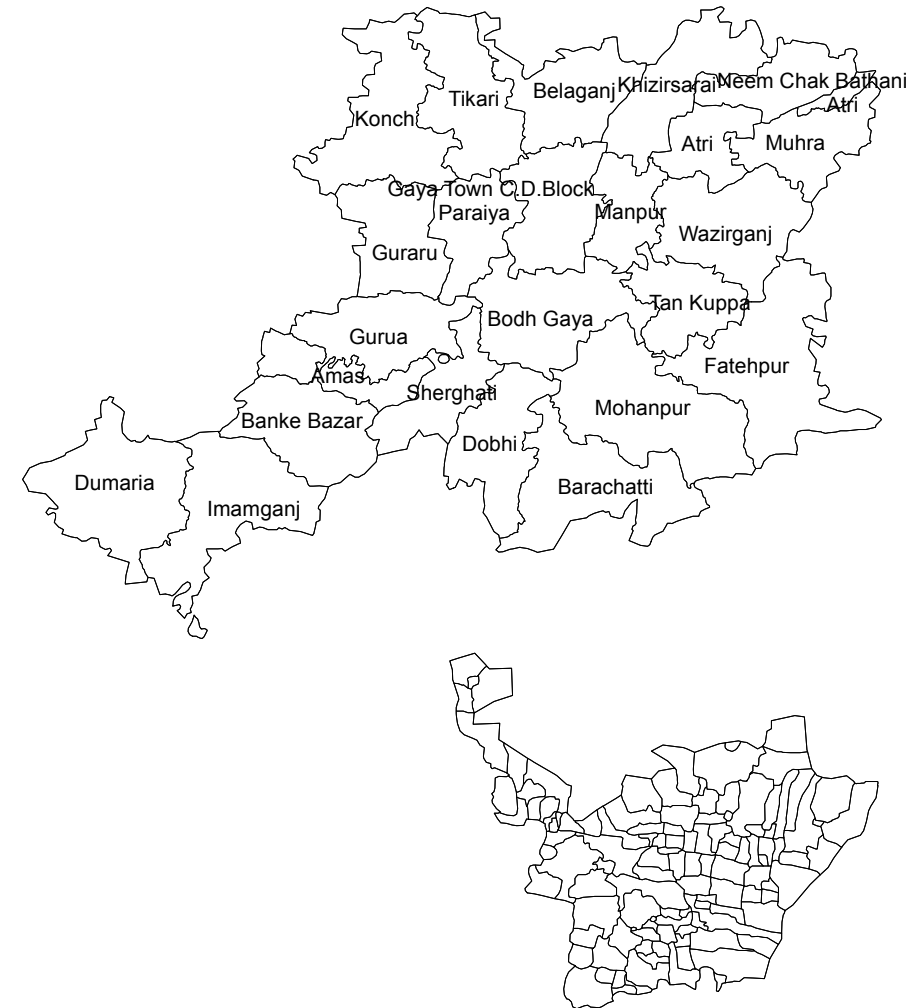 Khizirsarai
Neem Chak Bathani
Belaganj
Tikari
Atri
Konch
Atri
Muhra
Gaya Town C.D.Block
Paraiya
Manpur
Wazirganj
Guraru
Tan Kuppa
Bodh Gaya
Gurua
Fatehpur
Amas
Sherghati
Mohanpur
Banke Bazar
Dobhi
Dumaria
Barachatti
Imamganj